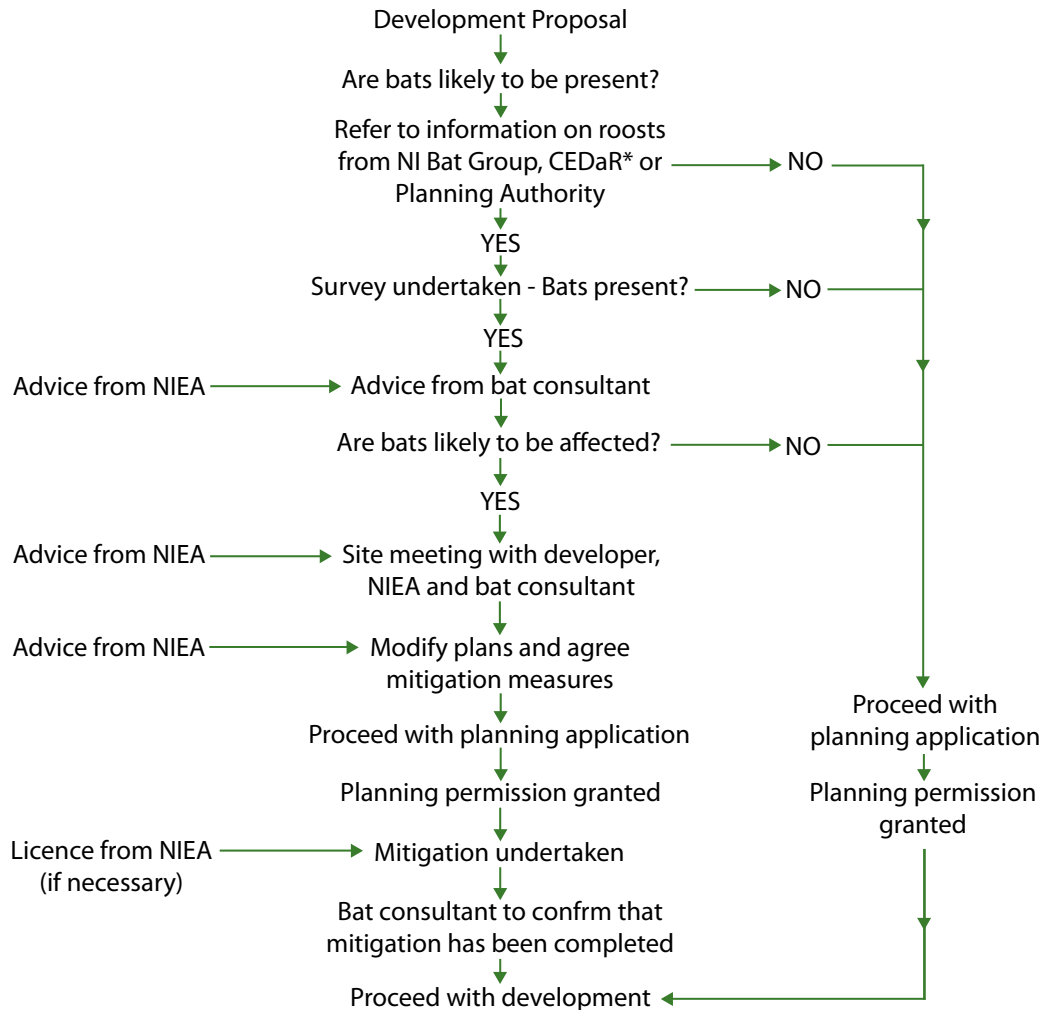 Development Proposal
Are bats likely to be present?
Refer to information on roosts
from NI Bat Group, CEDaR* or
Planning Authority
NO
YES
Survey undertaken - Bats present?
NO
YES
Advice from NIEA
Advice from bat consultant
Are bats likely to be affected?
NO
YES
Advice from NIEA
Site meeting with developer,
NIEA and bat consultant
Advice from NIEA
Modify plans and agree
mitigation measures
Proceed with planning application
Planning permission granted
Licence from NIEA
(if necessary)
Mitigation undertaken
Bat consultant to confrm that
mitigation has been completed
Proceed with
planning application
Planning permission
granted
Proceed with development